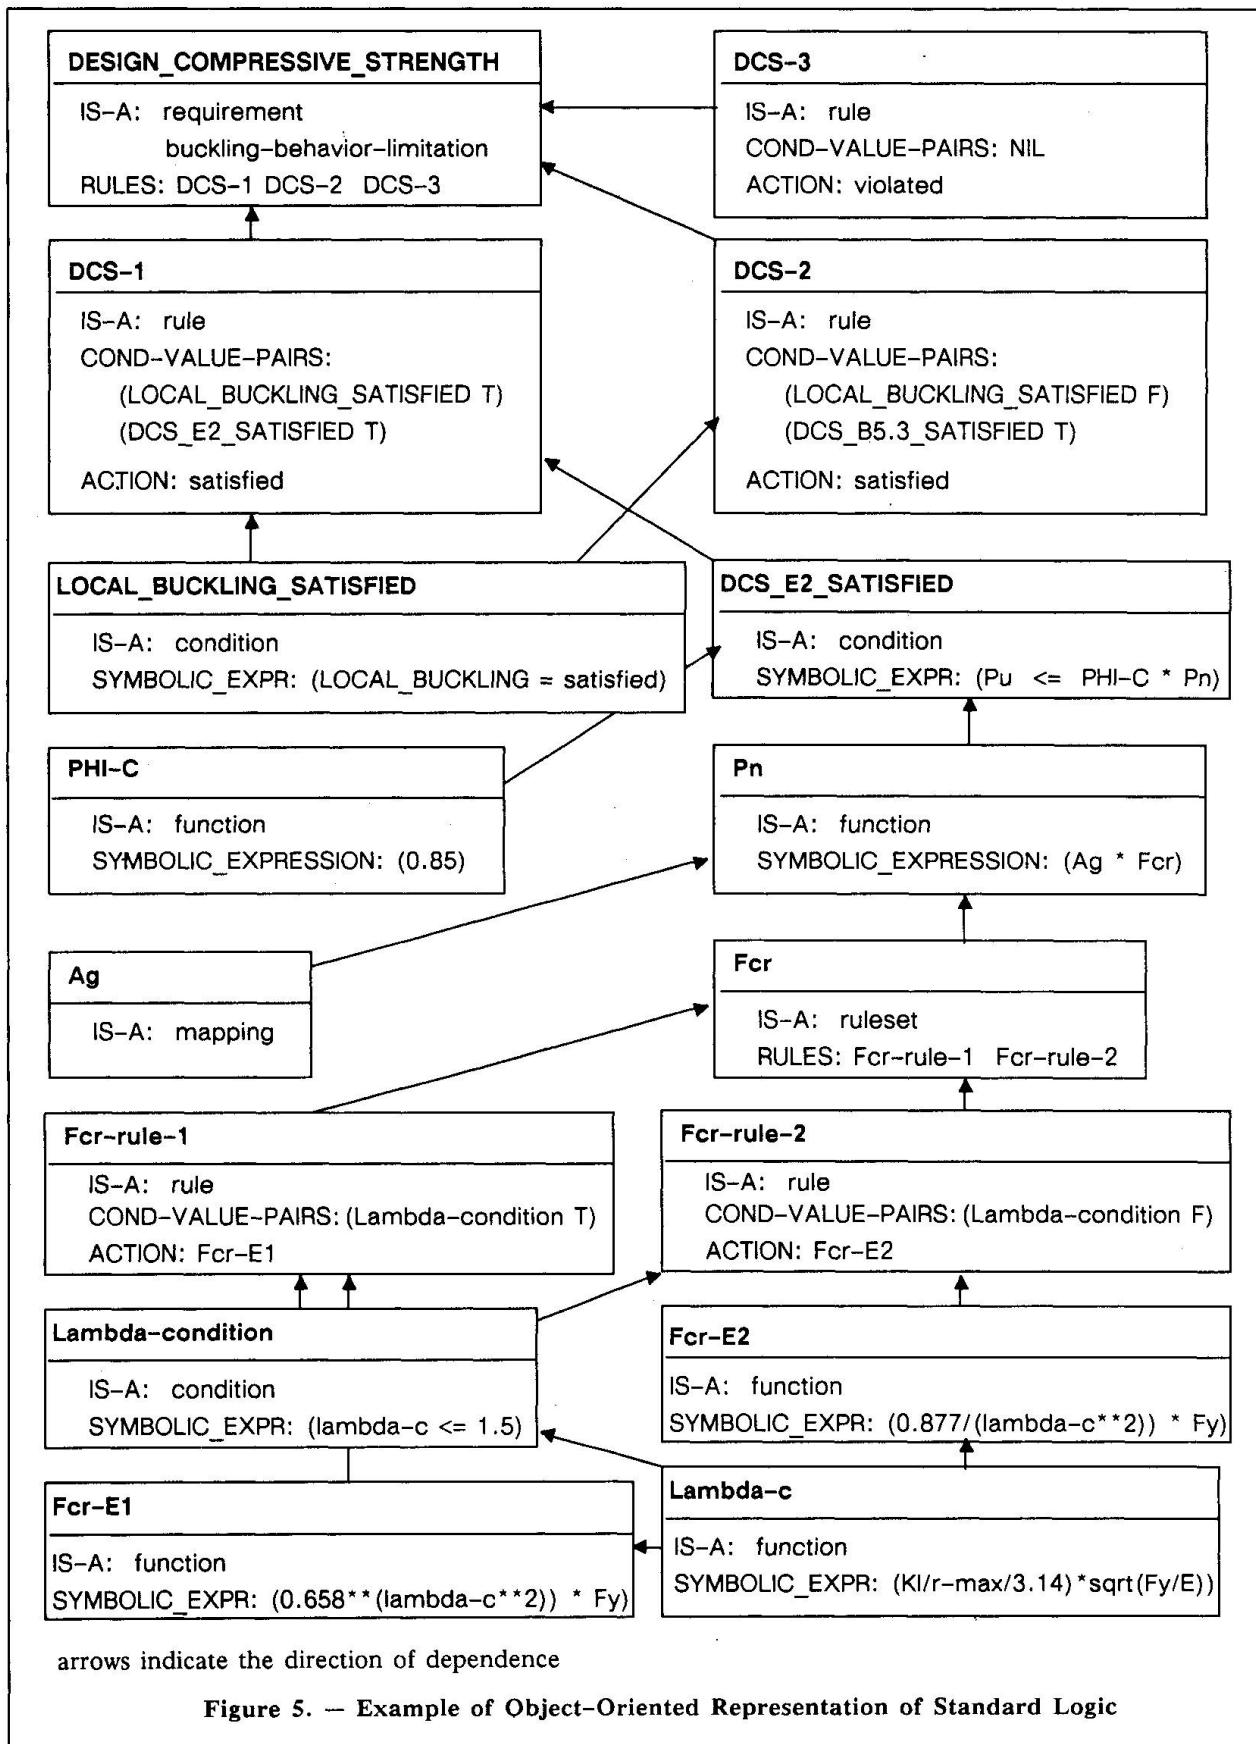 DESIGN_COMPRESSIVE_STRENGTH
IS-A: requirement
buckling-behavior-limitation
RULES: DCS-1 DCS-2 DCS-3
DCS-3
IS-A: rule
COND-VALUE-PAIRS: NIL
ACTION: violated
DCS-1
IS-A: rule
COND-VALUE-PAIRS:
(LOCAL_BUCKLING_SATISFIED T)
(DCS_E2_SATISFIED T)
ACTION: satisfied
DCS-2
IS-A: rule
COND-VALUE-PAIRS:
(LOCAL_BUCKLING_SATISFIED F)
(DCS_B5.3_SATISFIED T)
ACTION: satisfied
LOCAL_BUCKLING_SATISFIED
IS-A: condition
SYMBOLIC_EXPR: (LOCAL_BUCKLING = satisfied)
DCS_E2_SATISFIED
IS-A: condition
SYMBOLIC_EXPR: (Pu <= PHI-C * Pn)
PHI-C
IS-A: function
SYMBOLIC_EXPRESSION: (0.85)
Pn
IS-A: function
SYMBOLIC_EXPRESSION: (Ag * Fcr)
Ag
IS-A: mapping
Fcr
IS-A: ruleset
RULES: Fcr-rule-1 Fcr-rule-2
Fcr-rule-1
IS-A: rule
COND-VALUE-PAIRS: (Lambda-condition T)
ACTION: Fcr-E1
Fcr-rule-2
IS-A: rule
COND-VALUE-PAIRS: (Lambda-condition F)
ACTION: Fcr-E2
Lambda-condition
IS-A: condition
SYMBOLIC_EXPR: (lambda-c <= 1.5)
Fcr-E2
IS-A: function
SYMBOLIC_EXPR: (0.877/(lambda-c**2)) * Fy)
Fcr-E1
IS-A: function
SYMBOLIC_EXPR: (0.658**(lambda-c**2)) * Fy)
Lambda-c
IS-A: function
SYMBOLIC_EXPR: (Kl/r-max/3.14)*sqrt(Fy/E))
arrows indicate the direction of dependence
Figure 5. — Example of Object-Oriented Representation of Standard Logic